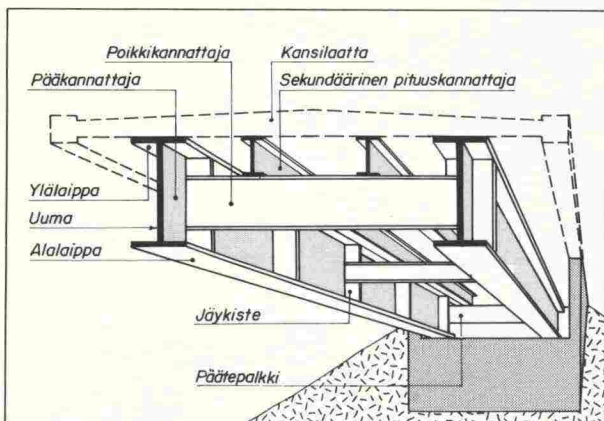 Poikkikannattaja
Kansilaatta
Pääkannattaja
Sekundäärinen pituuskannattaja
Ylälaippa
Uuma
Alalaippa
Jäykiste
Päätepalkki